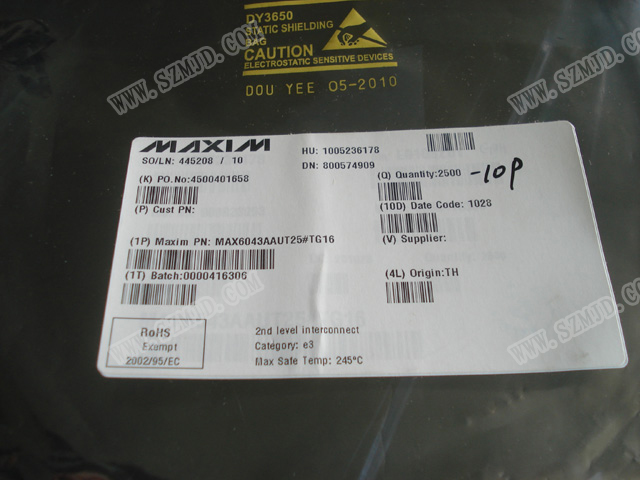 DY3650
STATIC SHIELDING
BAG
CAUTION
ELECTROSTATIC SENSITIVE DEVICES
DOU YEE 05-2010
MAXIM
SO/LN: 445208 / 10
HU: 1005236178
DN: 800574909
(K) PO.No:4500401658
(Q) Quantity:2500 -10P
(P) Cust PN:
(10D) Date Code: 1028
(1P) Maxim PN: MAX6043AAUT25#TG16
(V) Supplier:
(1T) Batch:0000416306
(4L) Origin:TH
RoHS
Exempt
2002/95/EC
2nd level interconnect
Category: e3
Max Safe Temp: 245°C
WWW.SZMJD.COM
WWW.SZMJD.COM
WWW.SZMJD.COM
WWW.SZMJD.COM